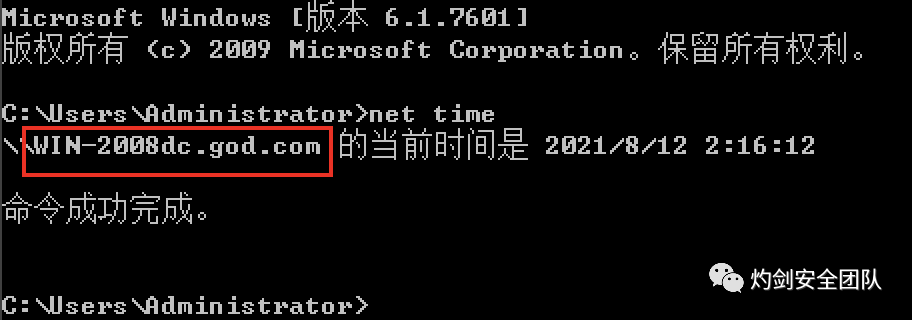 Microsoft Windows [版本 6.1.7601]
版权所有 (c) 2009 Microsoft Corporation。保留所有权利。
C:\Users\Administrator>net time
\\WIN-2008dc.god.com 的当前时间是 2021/8/12 2:16:12
命令成功完成。
灼剑安全团队
C:\Users\Administrator>